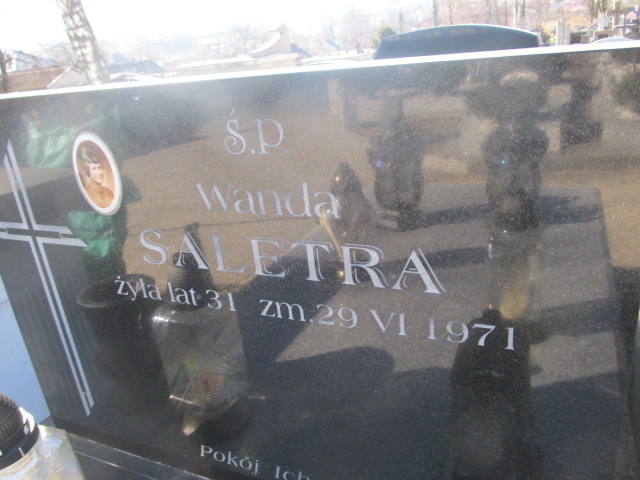 Ś.P.
Wanda
SALETRA
żyła lat 31 zm. 29 VI 1971
Pokój Ich